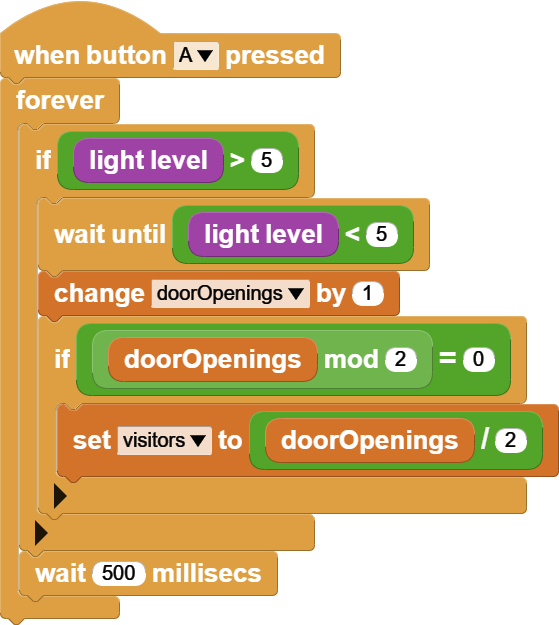 when button A pressed
forever
if light level > 5
wait until light level < 5
change doorOpenings by 1
if doorOpenings mod 2 = 0
set visitors to doorOpenings / 2
wait 500 millisecs